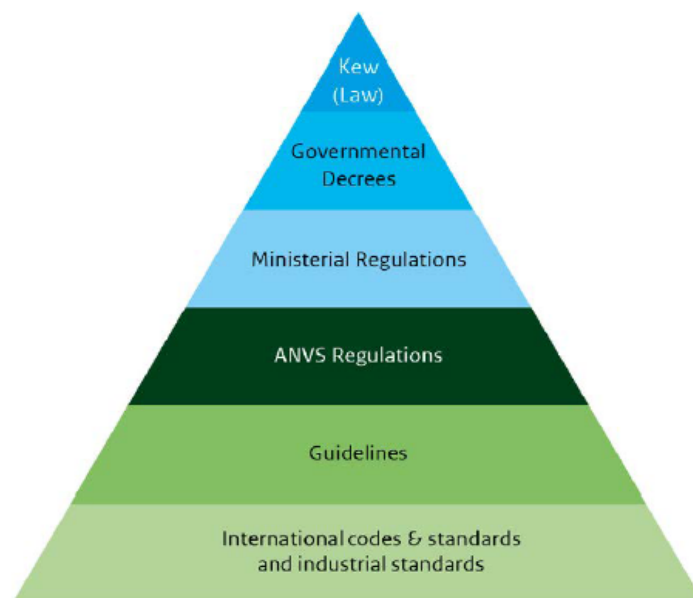 Kew
(Law)
Governmental
Decrees
Ministerial Regulations
ANVS Regulations
Guidelines
International codes & standards
and industrial standards